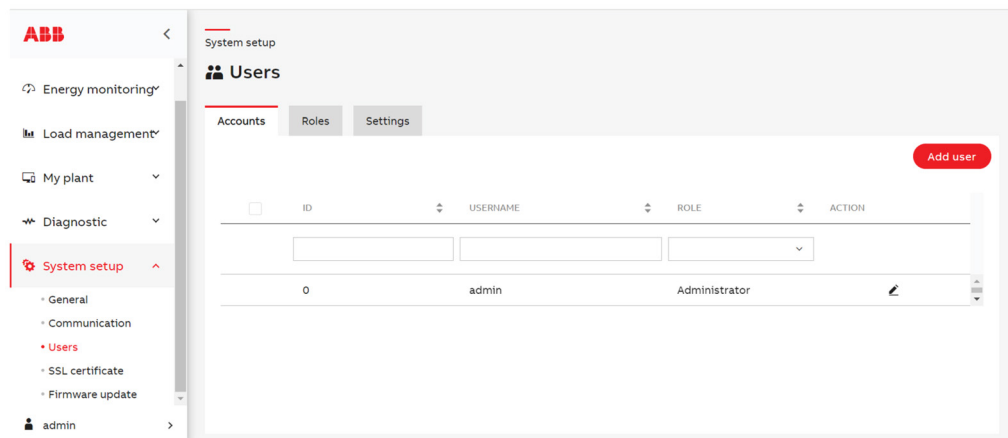 ABB
Energy monitoring
Load management
My plant
Diagnostic
System setup
General
Communication
Users
SSL certificate
Firmware update
admin
System setup
Users
Accounts Roles Settings
Add user
ID USERNAME ROLE ACTION
0 admin Administrator